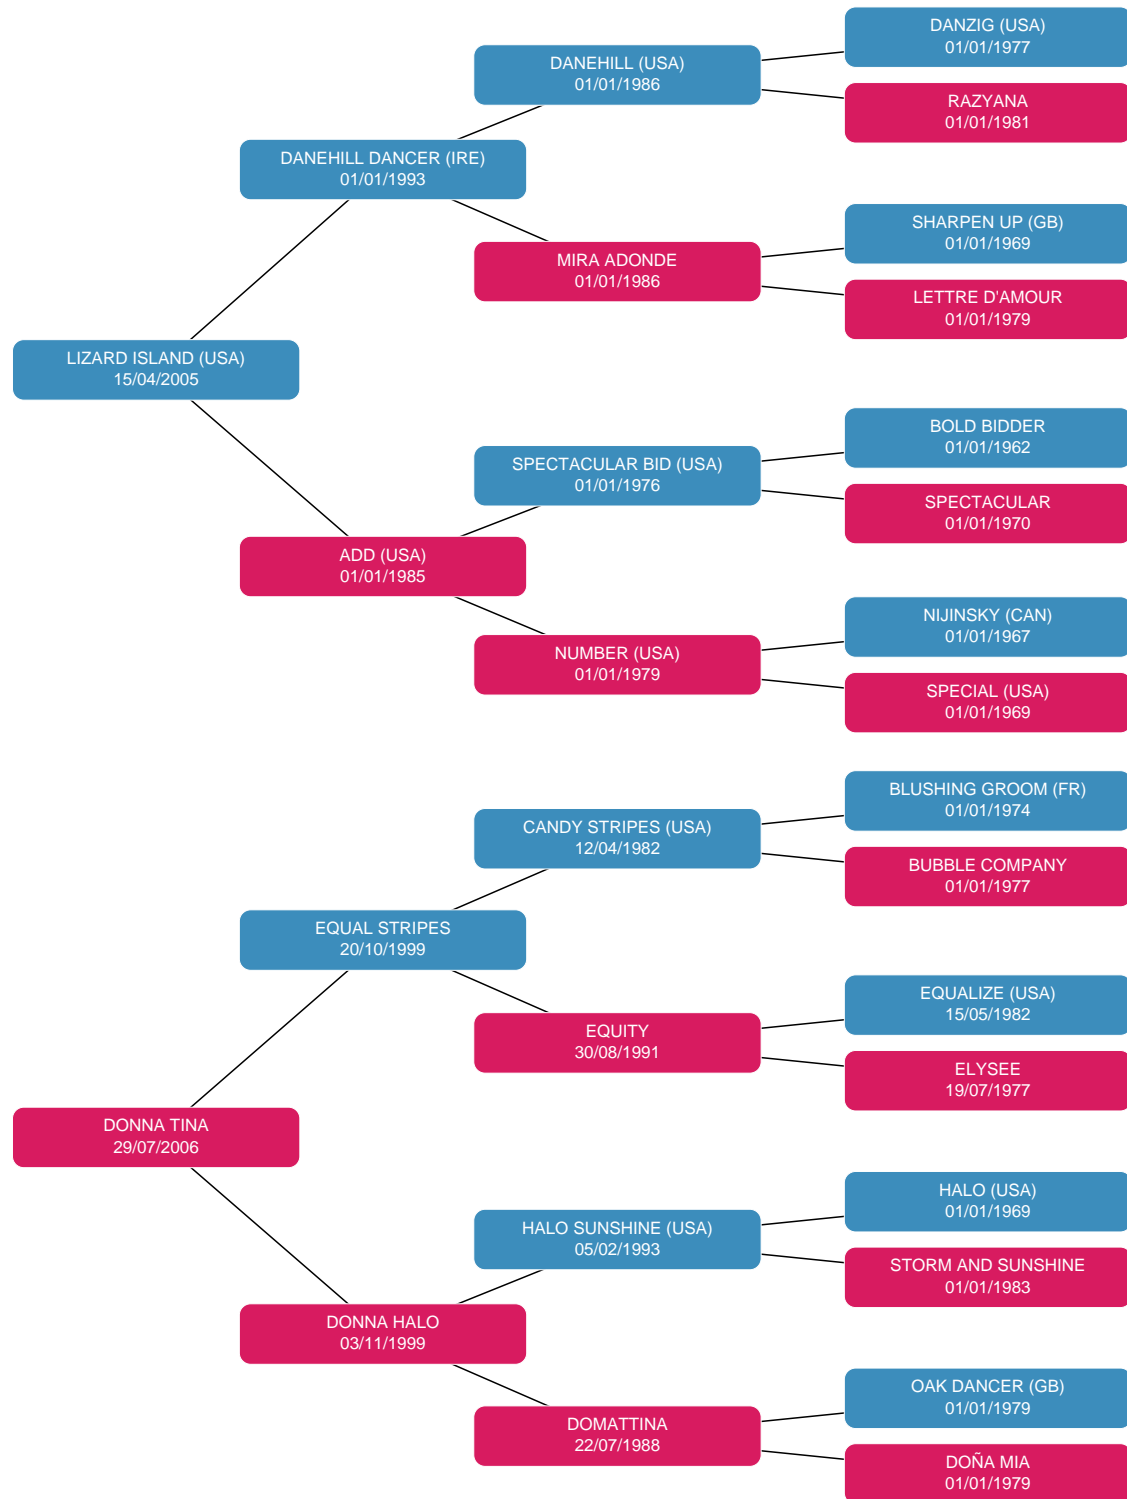 DANZIG (USA)
01/01/1977
DANEHILL (USA)
01/01/1986
RAZYANA
01/01/1981
DANEHILL DANCER (IRE)
01/01/1993
SHARPEN UP (GB)
01/01/1969
MIRA ADONDE
01/01/1986
LETTRE D'AMOUR
01/01/1979
LIZARD ISLAND (USA)
15/04/2005
BOLD BIDDER
01/01/1962
SPECTACULAR BID (USA)
01/01/1976
SPECTACULAR
01/01/1970
ADD (USA)
01/01/1985
NIJINSKY (CAN)
01/01/1967
NUMBER (USA)
01/01/1979
SPECIAL (USA)
01/01/1969
BLUSHING GROOM (FR)
01/01/1974
CANDY STRIPES (USA)
12/04/1982
BUBBLE COMPANY
01/01/1977
EQUAL STRIPES
20/10/1999
EQUALIZE (USA)
15/05/1982
EQUITY
30/08/1991
ELYSEE
19/07/1977
DONNA TINA
29/07/2006
HALO (USA)
01/01/1969
HALO SUNSHINE (USA)
05/02/1993
STORM AND SUNSHINE
01/01/1983
DONNA HALO
03/11/1999
OAK DANCER (GB)
01/01/1979
DOMATTINA
22/07/1988
DOÑA MIA
01/01/1979